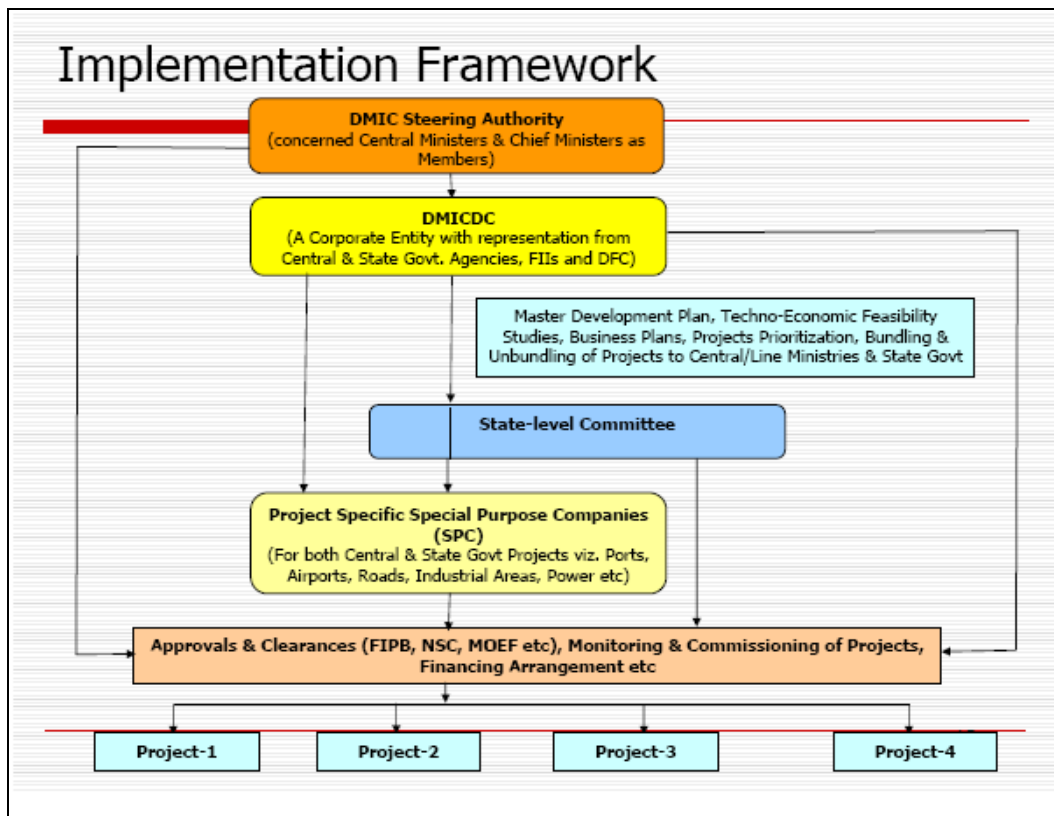 Implementation Framework
DMIC Steering Authority
(concerned Central Ministers & Chief Ministers as
Members)
DMICDC
(A Corporate Entity with representation from
Central & State Govt. Agencies, FIIs and DFC)
Master Development Plan, Techno-Economic Feasibility
Studies, Business Plans, Projects Prioritization, Bundling &
Unbundling of Projects to Central/Line Ministries & State Govt
State-level Committee
Project Specific Special Purpose Companies
(SPC)
(For both Central & State Govt Projects viz. Ports,
Airports, Roads, Industrial Areas, Power etc)
Approvals & Clearances (FIPB, NSC, MOEF etc), Monitoring & Commissioning of Projects,
Financing Arrangement etc
Project-1
Project-2
Project-3
Project-4